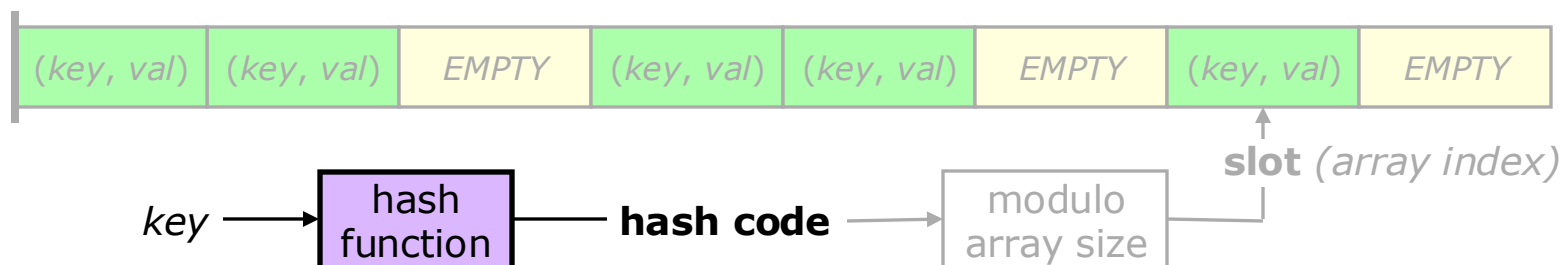 (key, val) (key, val) EMPTY (key, val) (key, val) EMPTY (key, val) EMPTY
slot (array index)
key hash function hash code modulo array size